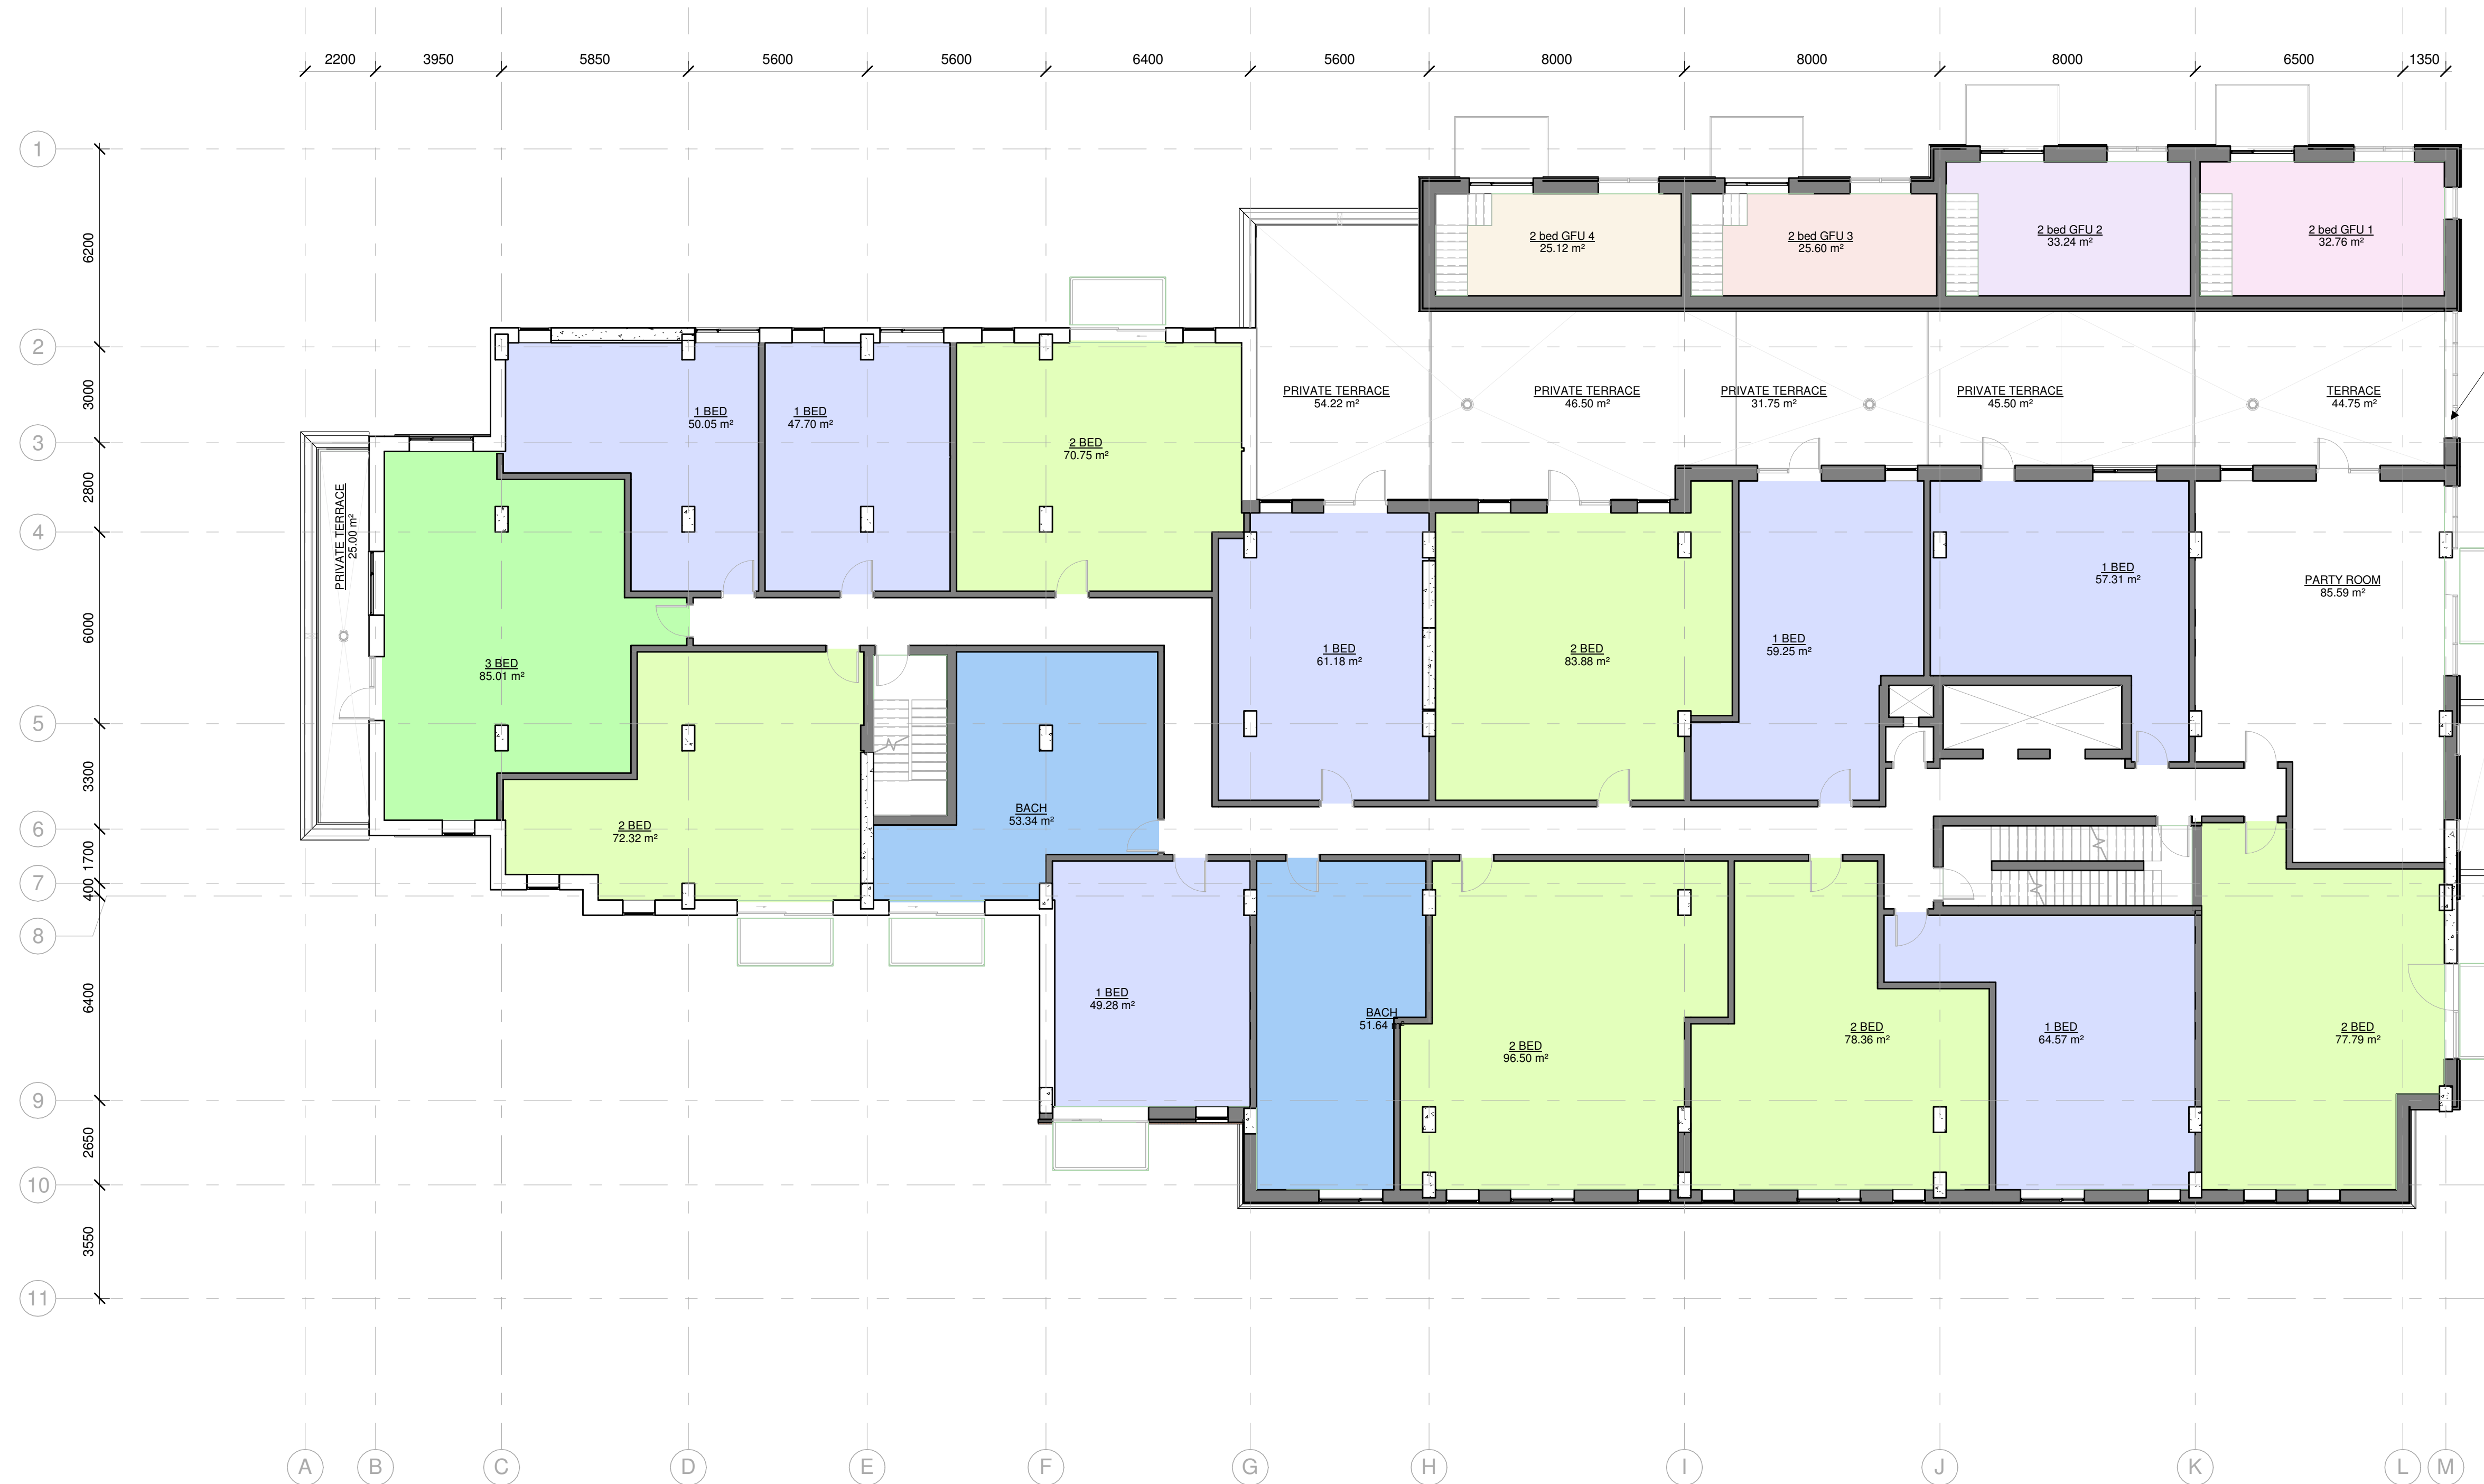 2200 3950 5850 5600 5600 6400 5600 8000 8000 8000 6500 1350
1
6200
2
3000
3
2800
4
6000
5
3300
6
1700
7
400
8
6400
9
2650
10
3550
11
2 bed GFU 4
25.12 m²
2 bed GFU 3
25.60 m²
2 bed GFU 2
33.24 m²
2 bed GFU 1
32.76 m²
PRIVATE TERRACE
54.22 m²
PRIVATE TERRACE
46.50 m²
PRIVATE TERRACE
31.75 m²
PRIVATE TERRACE
45.50 m²
TERRACE
44.75 m²
1 BED
50.05 m²
1 BED
47.70 m²
2 BED
70.75 m²
PRIVATE TERRACE
25.00 m²
3 BED
85.01 m²
1 BED
61.18 m²
2 BED
83.88 m²
1 BED
59.25 m²
1 BED
57.31 m²
PARTY ROOM
85.59 m²
2 BED
72.32 m²
BACH
53.34 m²
1 BED
49.28 m²
BACH
51.64 m²
2 BED
96.50 m²
2 BED
78.36 m²
1 BED
64.57 m²
2 BED
77.79 m²
A B C D E F G H I J K L M